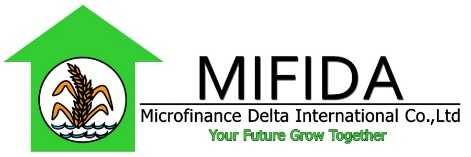 MIFIDA
Microfinance Delta International Co.,Ltd
Your Future Grow Together